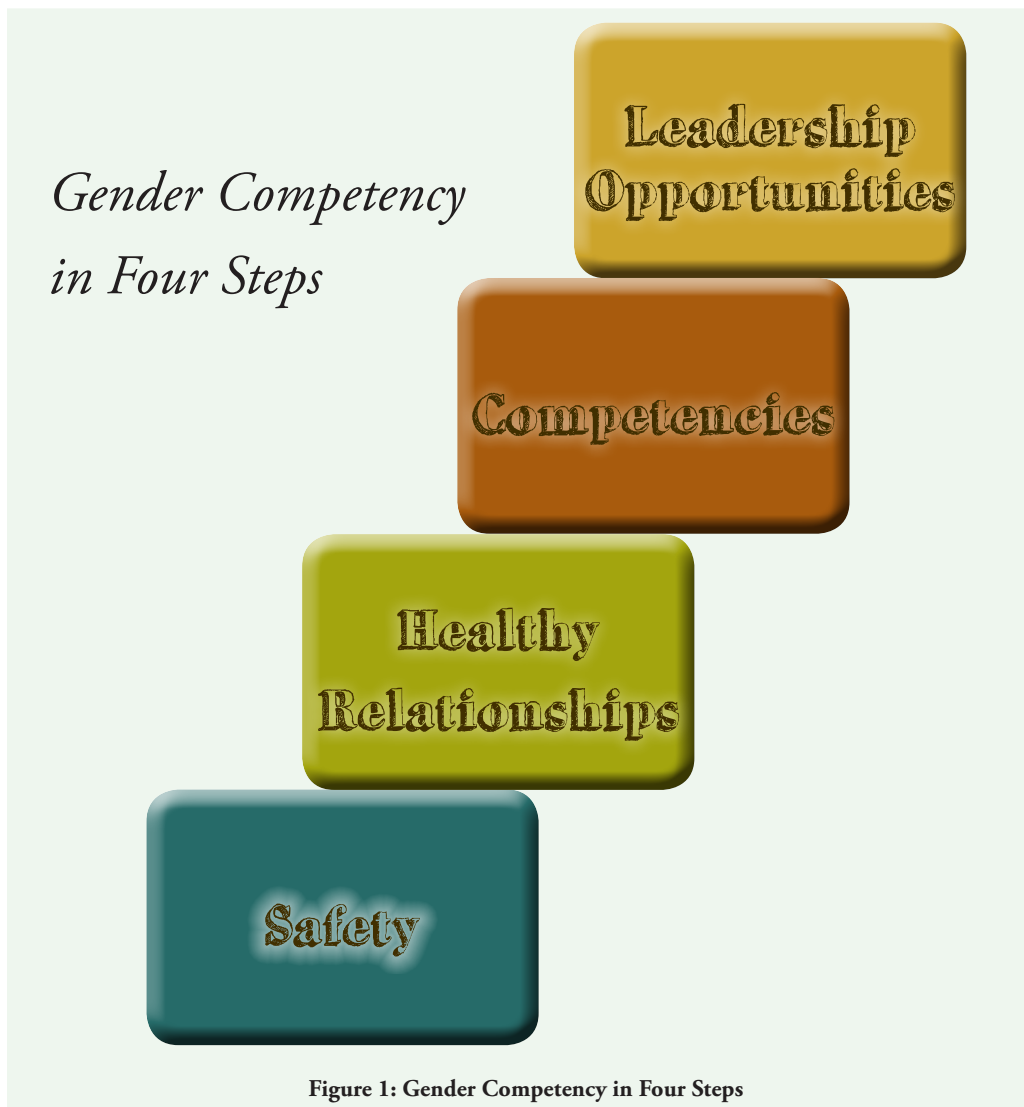 Gender Competency
in Four Steps
Leadership
Opportunities
Competencies
Healthy
Relationships
Safety
Figure 1: Gender Competency in Four Steps